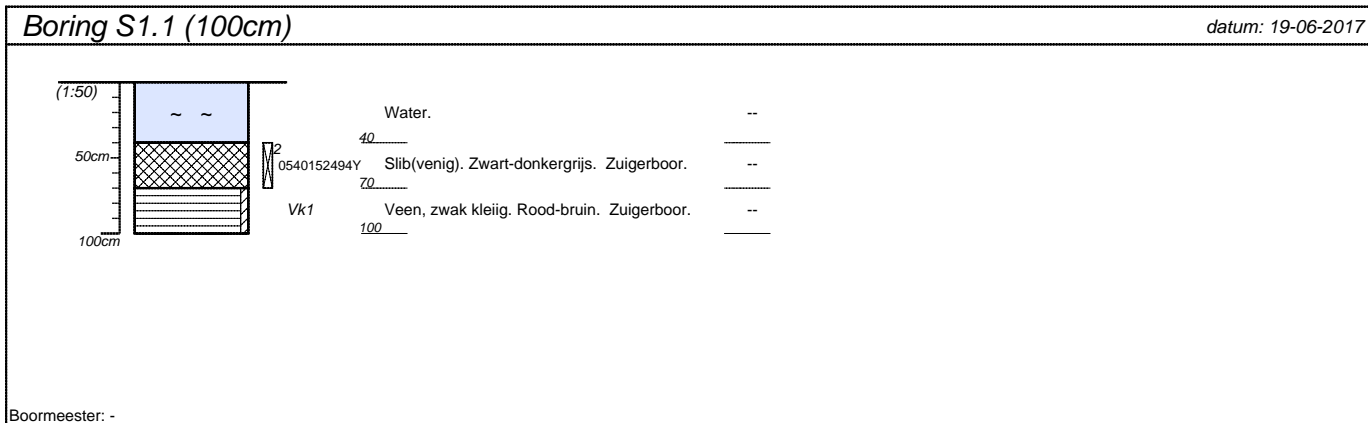 Boring S1.1 (100cm)
datum: 19-06-2017
(1:50)
~ ~
Water.
--
40
50cm
2
0540152494Y
Slib(venig). Zwart-donkergrijs. Zuigerboor.
--
70
Vk1
Veen, zwak kleiig. Rood-bruin. Zuigerboor.
--
100
100cm
Boormeester: -